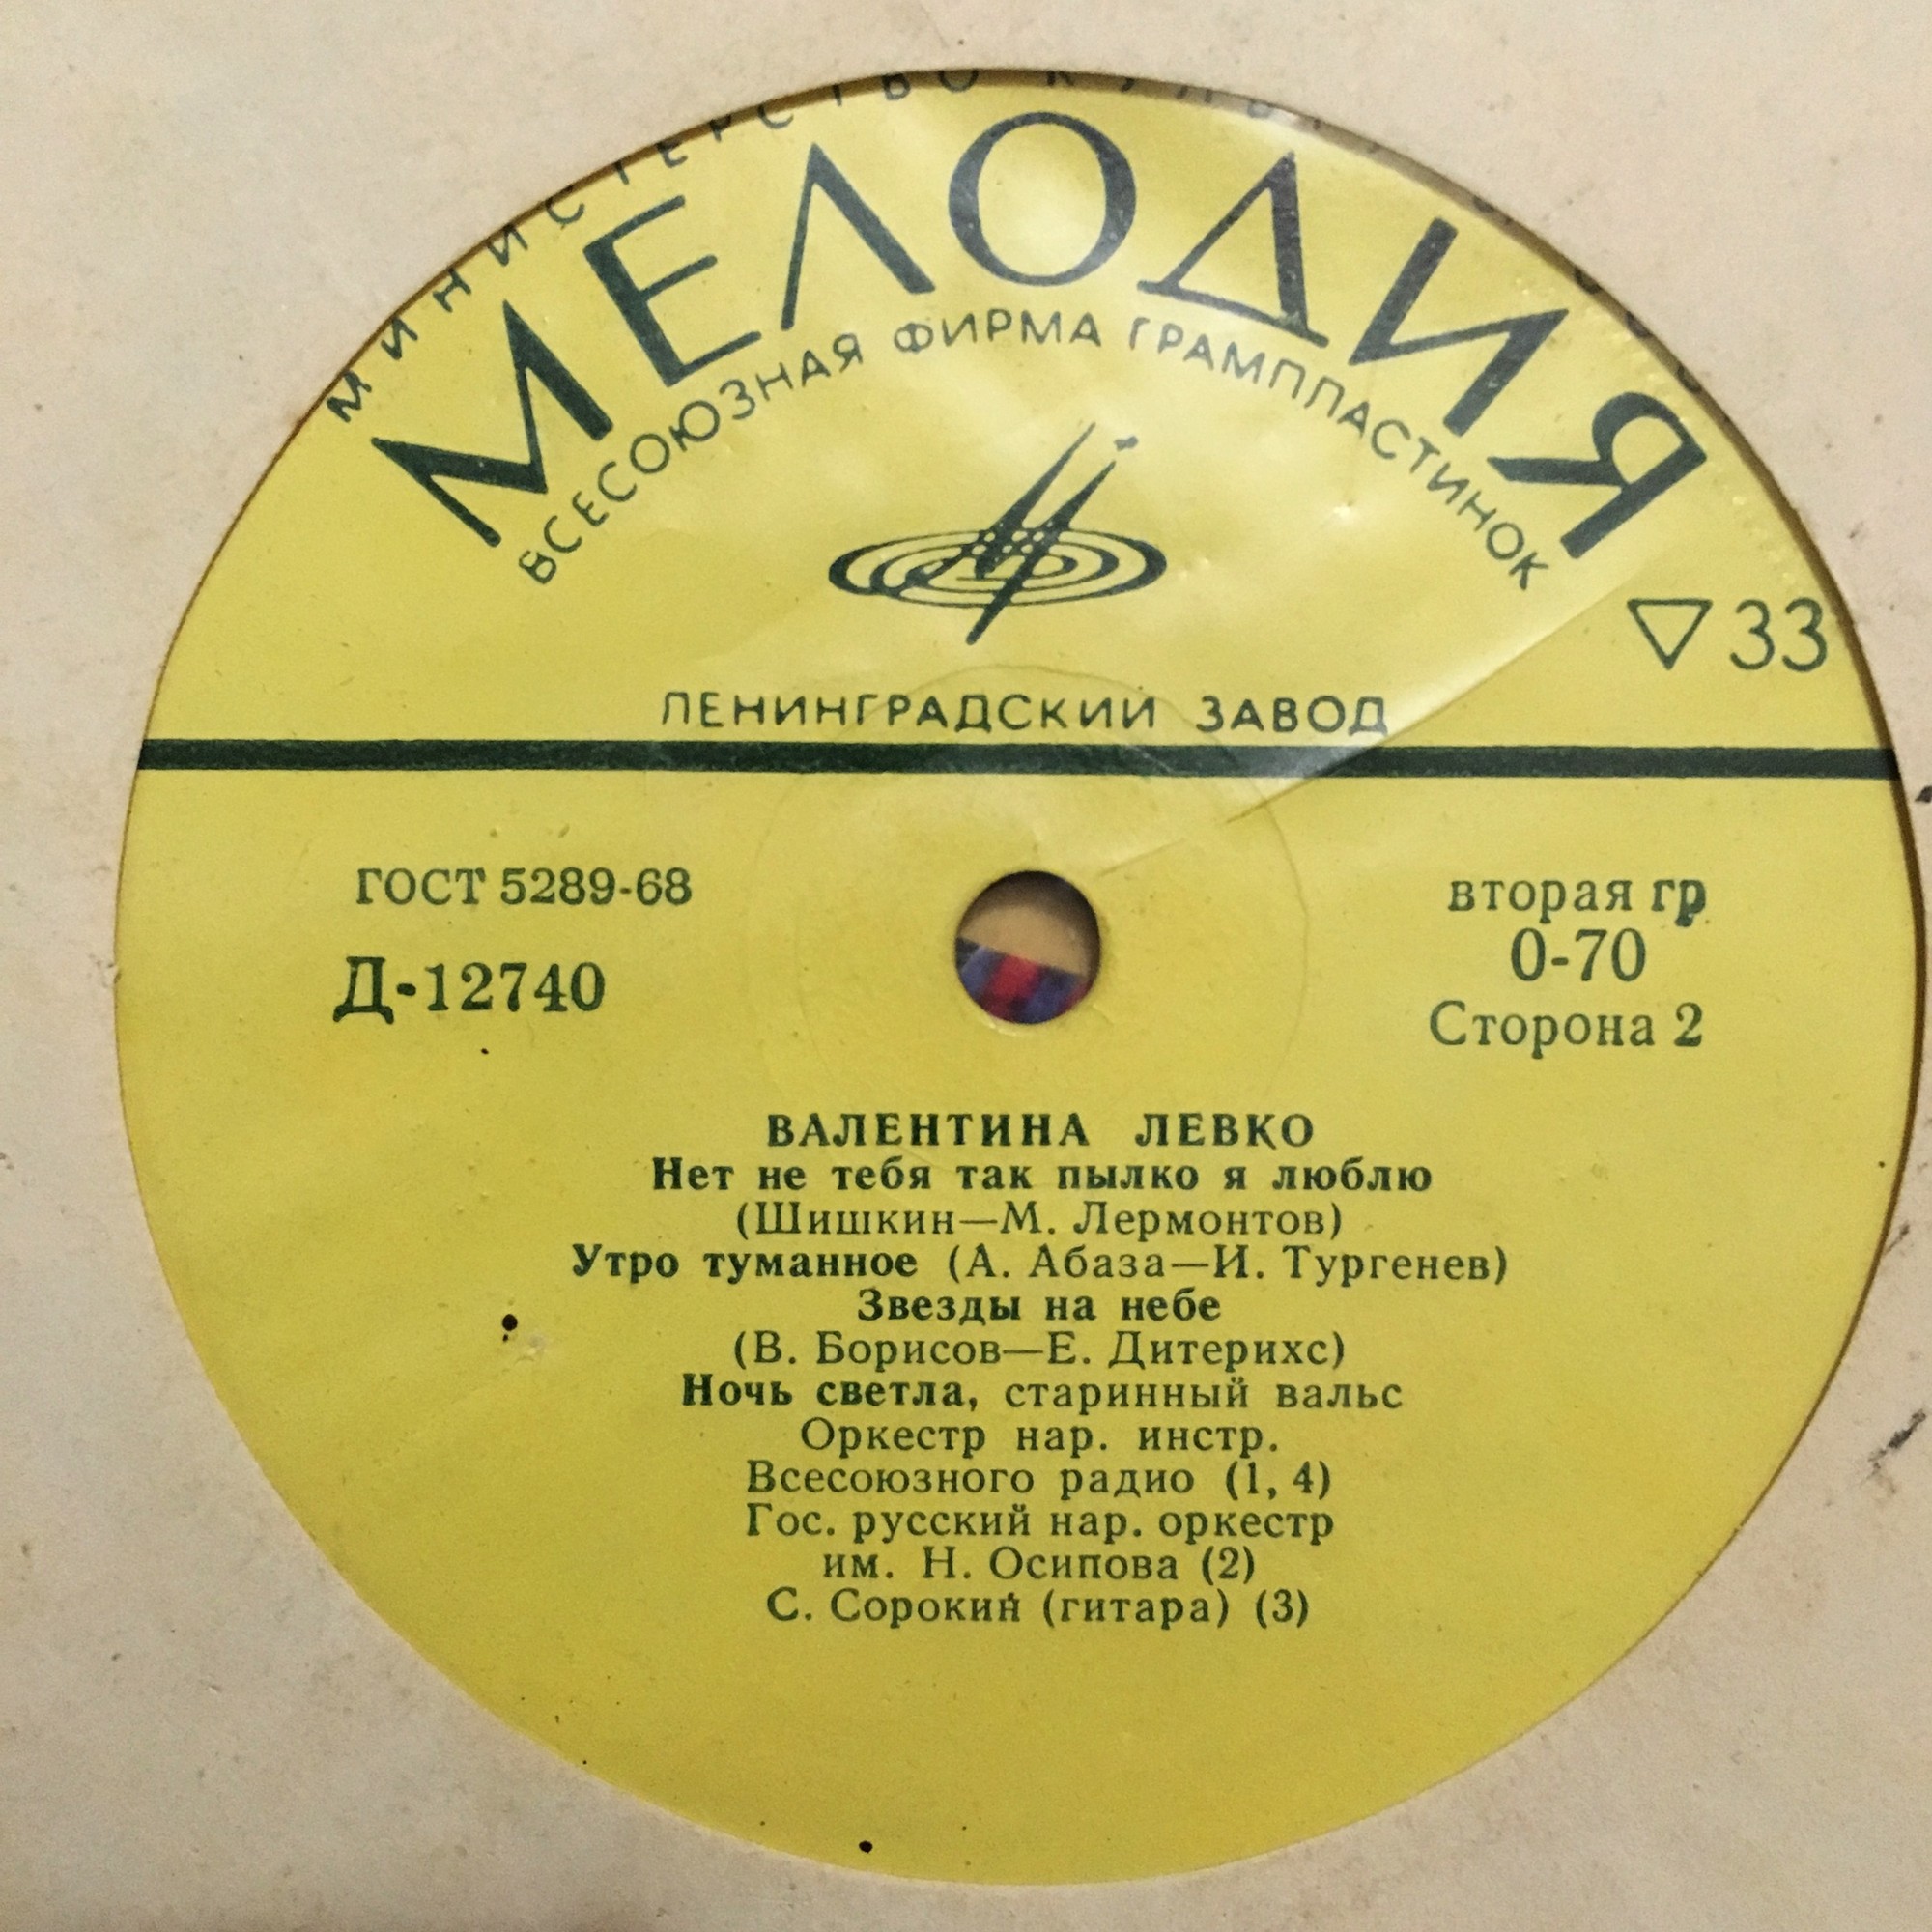 МИНИСТЕРСТВО
МЕЛОДИЯ
ВСЕСОЮЗНАЯ ФИРМА ГРАМПЛАСТИНОК
33
ЛЕНИНГРАДСКИЙ ЗАВОД
ГОСТ 5289-68
вторая гр
Д-12740
0-70
Сторона 2
ВАЛЕНТИНА ЛЕВКО
Нет не тебя так пылко я люблю
(Шишкин—М. Лермонтов)
Утро туманное (А. Абаза—И. Тургенев)
Звезды на небе
(В. Борисов—Е. Дитерихс)
Ночь светла, старинный вальс
Оркестр нар. инстр.
Всесоюзного радио (1, 4)
Гос. русский нар. оркестр
им. Н. Осипова (2)
С. Сорокий (гитара) (3)